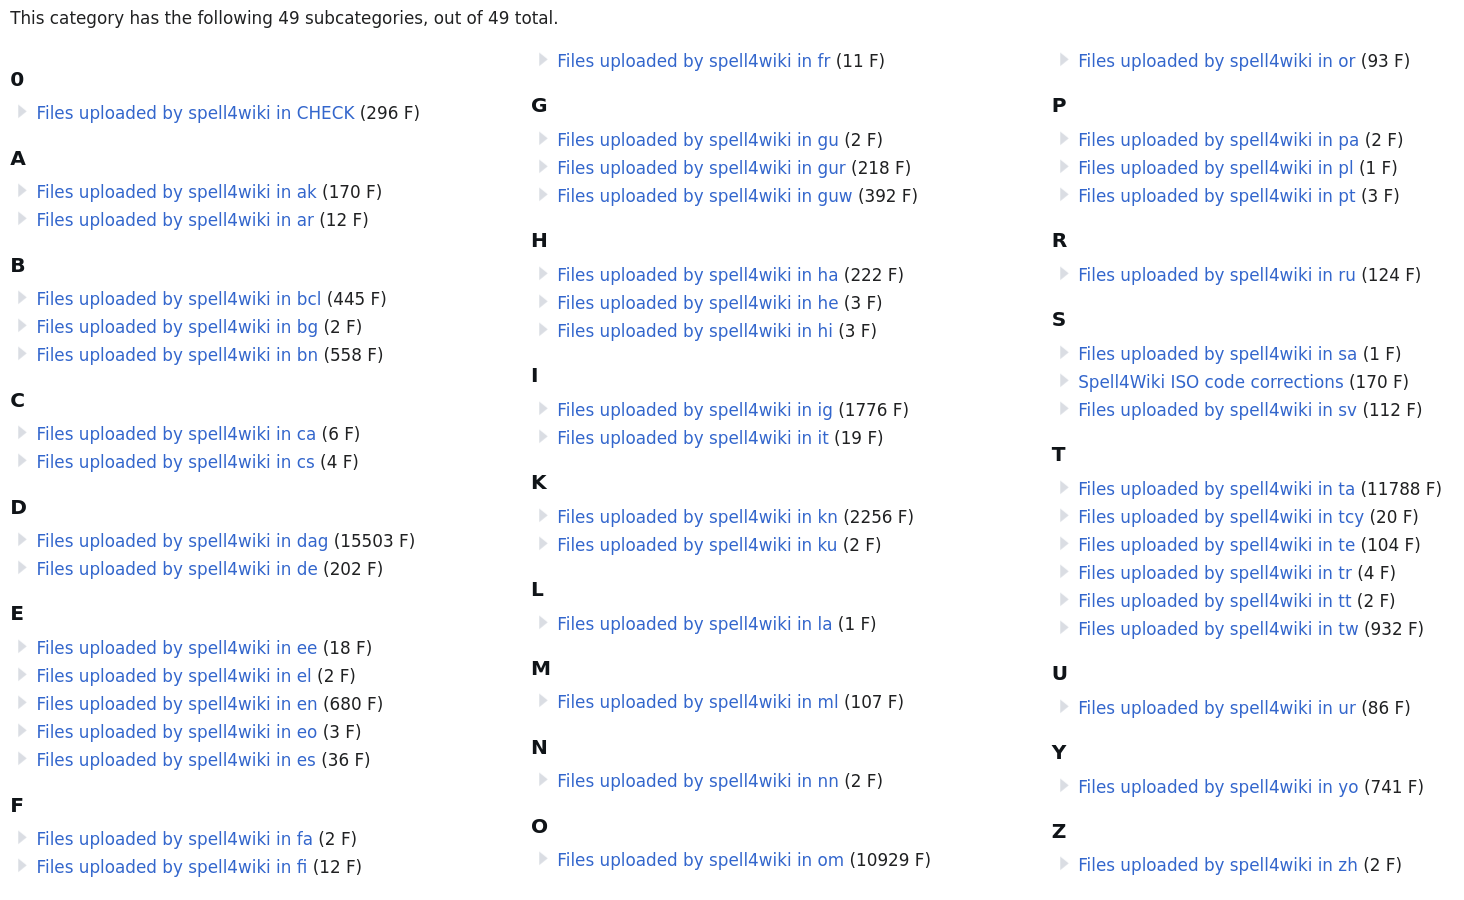 This category has the following 49 subcategories, out of 49 total.
0
Files uploaded by spell4wiki in CHECK (296 F)
A
Files uploaded by spell4wiki in ak (170 F)
Files uploaded by spell4wiki in ar (12 F)
B
Files uploaded by spell4wiki in bcl (445 F)
Files uploaded by spell4wiki in bg (2 F)
Files uploaded by spell4wiki in bn (558 F)
C
Files uploaded by spell4wiki in ca (6 F)
Files uploaded by spell4wiki in cs (4 F)
D
Files uploaded by spell4wiki in dag (15503 F)
Files uploaded by spell4wiki in de (202 F)
E
Files uploaded by spell4wiki in ee (18 F)
Files uploaded by spell4wiki in el (2 F)
Files uploaded by spell4wiki in en (680 F)
Files uploaded by spell4wiki in eo (3 F)
Files uploaded by spell4wiki in es (36 F)
F
Files uploaded by spell4wiki in fa (2 F)
Files uploaded by spell4wiki in fi (12 F)
Files uploaded by spell4wiki in fr (11 F)
G
Files uploaded by spell4wiki in gu (2 F)
Files uploaded by spell4wiki in gur (218 F)
Files uploaded by spell4wiki in guw (392 F)
H
Files uploaded by spell4wiki in ha (222 F)
Files uploaded by spell4wiki in he (3 F)
Files uploaded by spell4wiki in hi (3 F)
I
Files uploaded by spell4wiki in ig (1776 F)
Files uploaded by spell4wiki in it (19 F)
K
Files uploaded by spell4wiki in kn (2256 F)
Files uploaded by spell4wiki in ku (2 F)
L
Files uploaded by spell4wiki in la (1 F)
M
Files uploaded by spell4wiki in ml (107 F)
N
Files uploaded by spell4wiki in nn (2 F)
O
Files uploaded by spell4wiki in om (10929 F)
Files uploaded by spell4wiki in or (93 F)
P
Files uploaded by spell4wiki in pa (2 F)
Files uploaded by spell4wiki in pl (1 F)
Files uploaded by spell4wiki in pt (3 F)
R
Files uploaded by spell4wiki in ru (124 F)
S
Files uploaded by spell4wiki in sa (1 F)
Spell4Wiki ISO code corrections (170 F)
Files uploaded by spell4wiki in sv (112 F)
T
Files uploaded by spell4wiki in ta (11788 F)
Files uploaded by spell4wiki in tcy (20 F)
Files uploaded by spell4wiki in te (104 F)
Files uploaded by spell4wiki in tr (4 F)
Files uploaded by spell4wiki in tt (2 F)
Files uploaded by spell4wiki in tw (932 F)
U
Files uploaded by spell4wiki in ur (86 F)
Y
Files uploaded by spell4wiki in yo (741 F)
Z
Files uploaded by spell4wiki in zh (2 F)